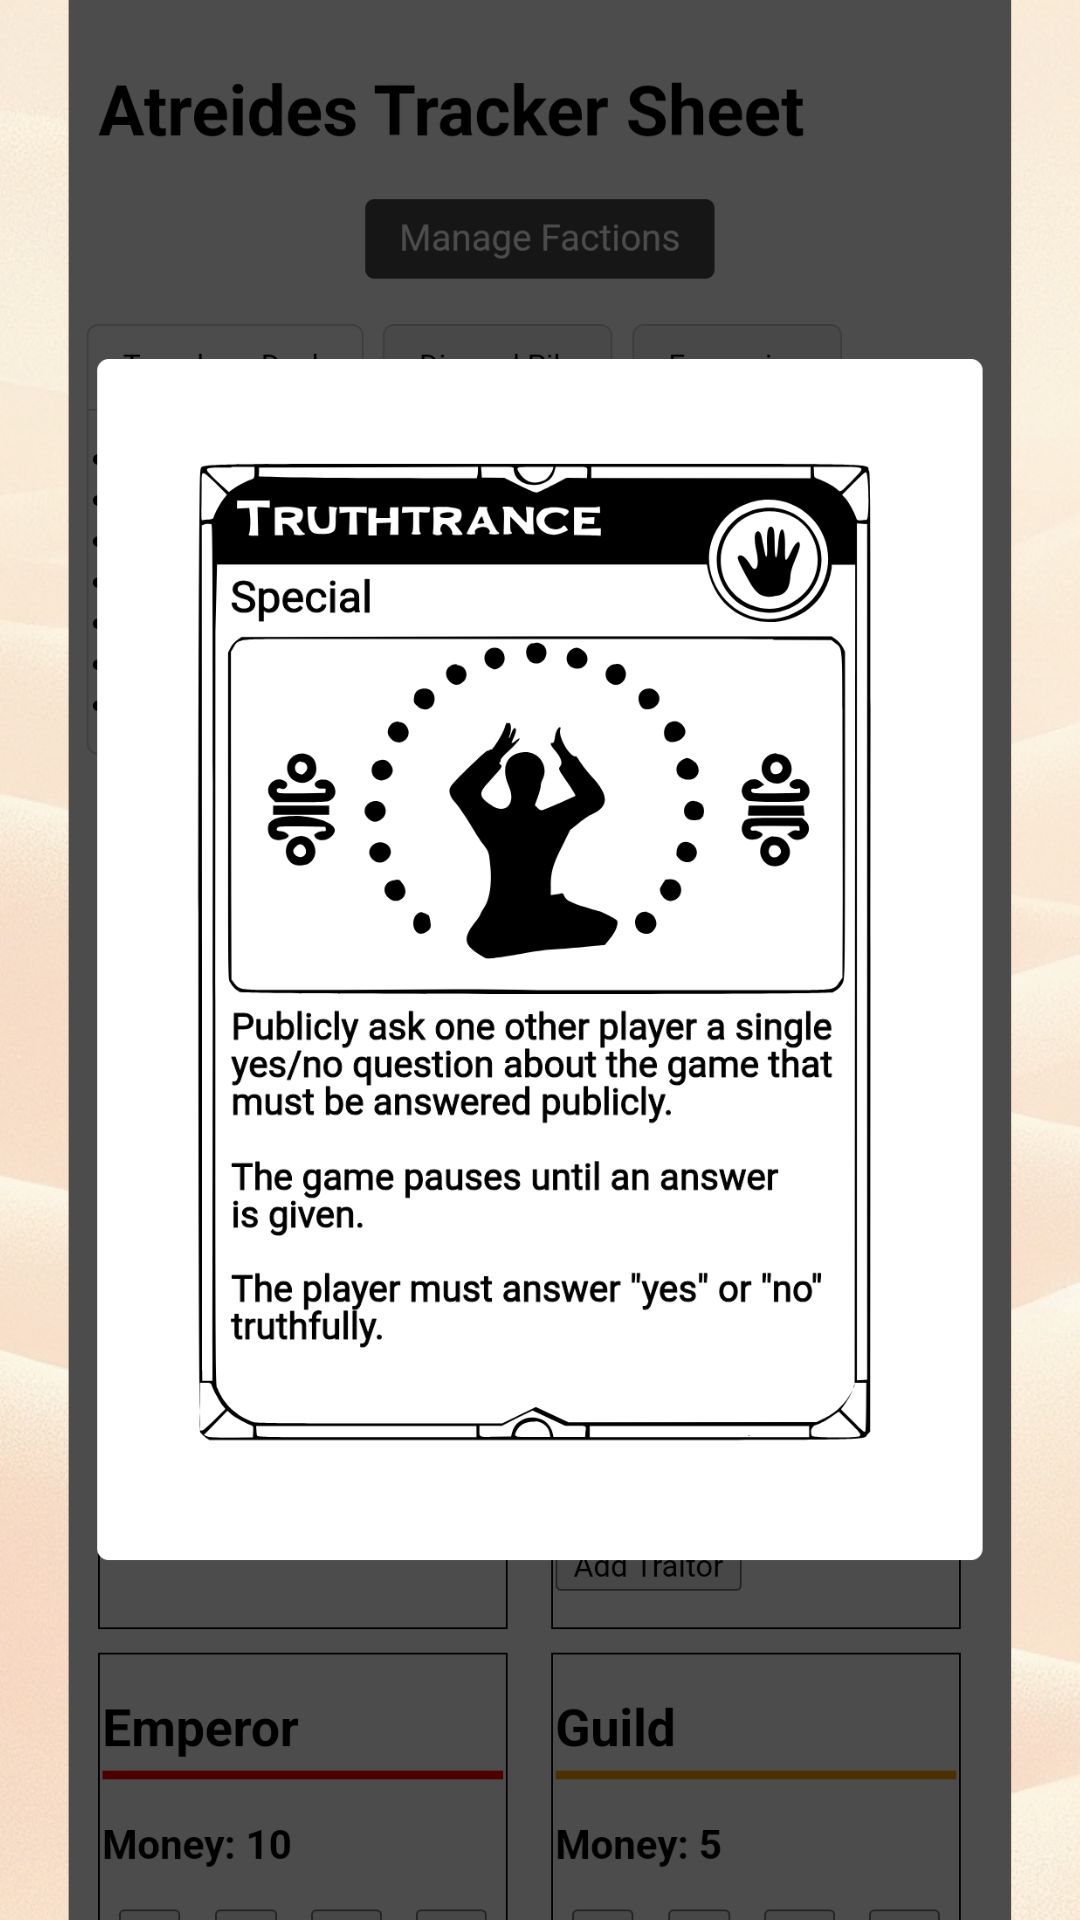 Atreides Tracker Sheet
Manage Factions
TRUTHTRANCE
Special
Publicly ask one other player a single
yes/no question about the game that
must be answered publicly.
The game pauses until an answer
is given.
The player must answer "yes" or "no"
truthfully.
Add Traitor
Emperor
Guild
Money: 10
Money: 5